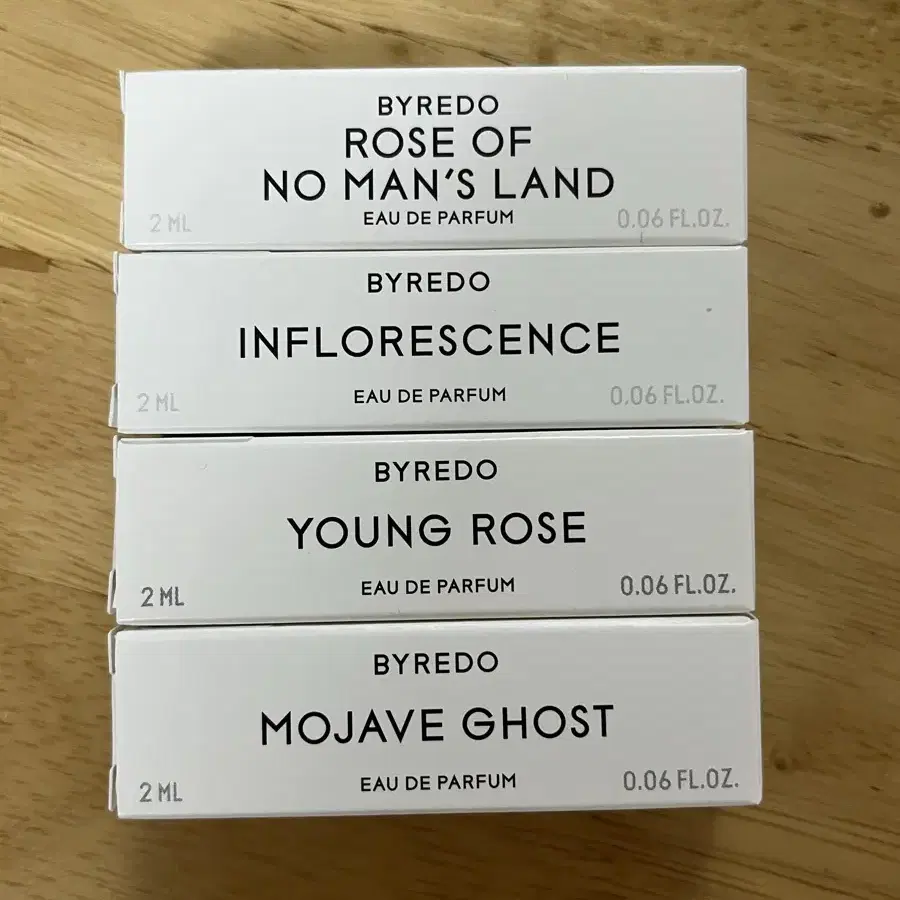 BYREDO
ROSE OF
NO MAN'S LAND
EAU DE PARFUM
2 ML 0.06 FL.OZ.
BYREDO
INFLORESCENCE
EAU DE PARFUM
2 ML 0.06 FL.OZ.
BYREDO
YOUNG ROSE
EAU DE PARFUM
2 ML 0.06 FL.OZ.
BYREDO
MOJAVE GHOST
EAU DE PARFUM
2 ML 0.06 FL.OZ.